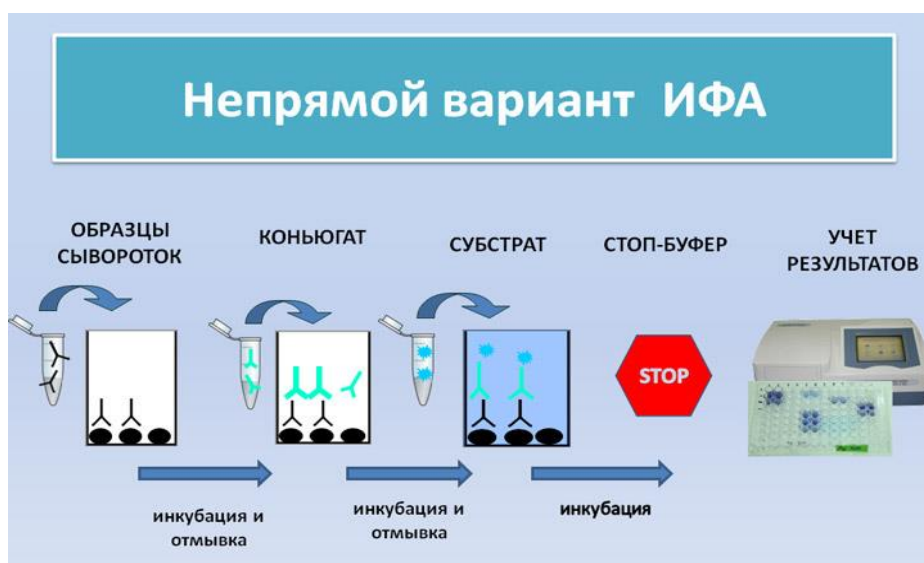 Непрямой вариант ИФА
ОБРАЗЦЫ
СЫВОРОТОК
КОНЬЮГАТ
СУБСТРАТ
СТОП-БУФЕР
УЧЕТ
РЕЗУЛЬТАТОВ
STOP
инкубация и
отмывка
инкубация и
отмывка
инкубация